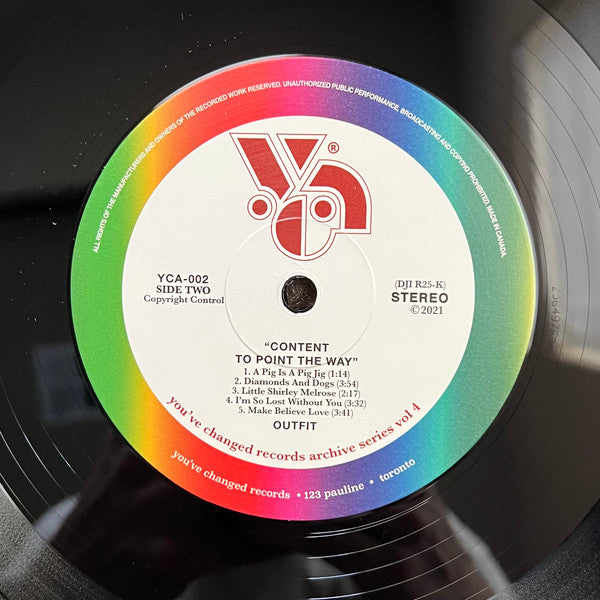 ALL RIGHTS OF THE MANUFACTURERS AND OWNERS OF THE RECORDED WORK RESERVED. UNAUTHORIZED PUBLIC PERFORMANCE, BROADCASTING AND COPYING PROHIBITED. MADE IN CANADA.
®
YCA-002
SIDE TWO
Copyright Control
(DJI R25-K)
STEREO
©2021
"CONTENT
TO POINT THE WAY"
1. A Pig Is A Pig Jig (1:14)
2. Diamonds And Dogs (3:54)
3. Little Shirley Melrose (2:17)
4. I'm So Lost Without You (3:32)
5. Make Believe Love (3:41)
OUTFIT
you've changed records archive series vol 4
you've changed records • 123 pauline • toronto